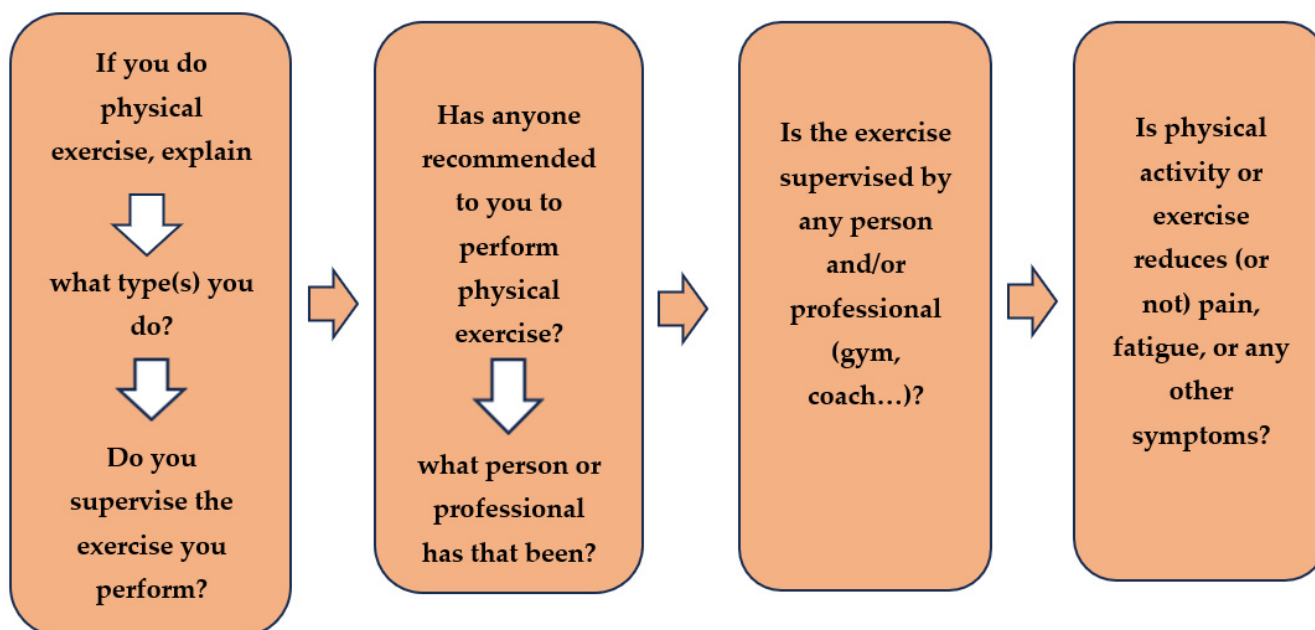 If you do
physical
exercise, explain
what type(s) you
do?
Do you
supervise the
exercise you
perform?
Has anyone
recommended
to you to
perform
physical
exercise?
what person or
professional
has that been?
Is the exercise
supervised by
any person
and/or
professional
(gym,
coach…)?
Is physical
activity or
exercise
reduces (or
not) pain,
fatigue, or any
other
symptoms?